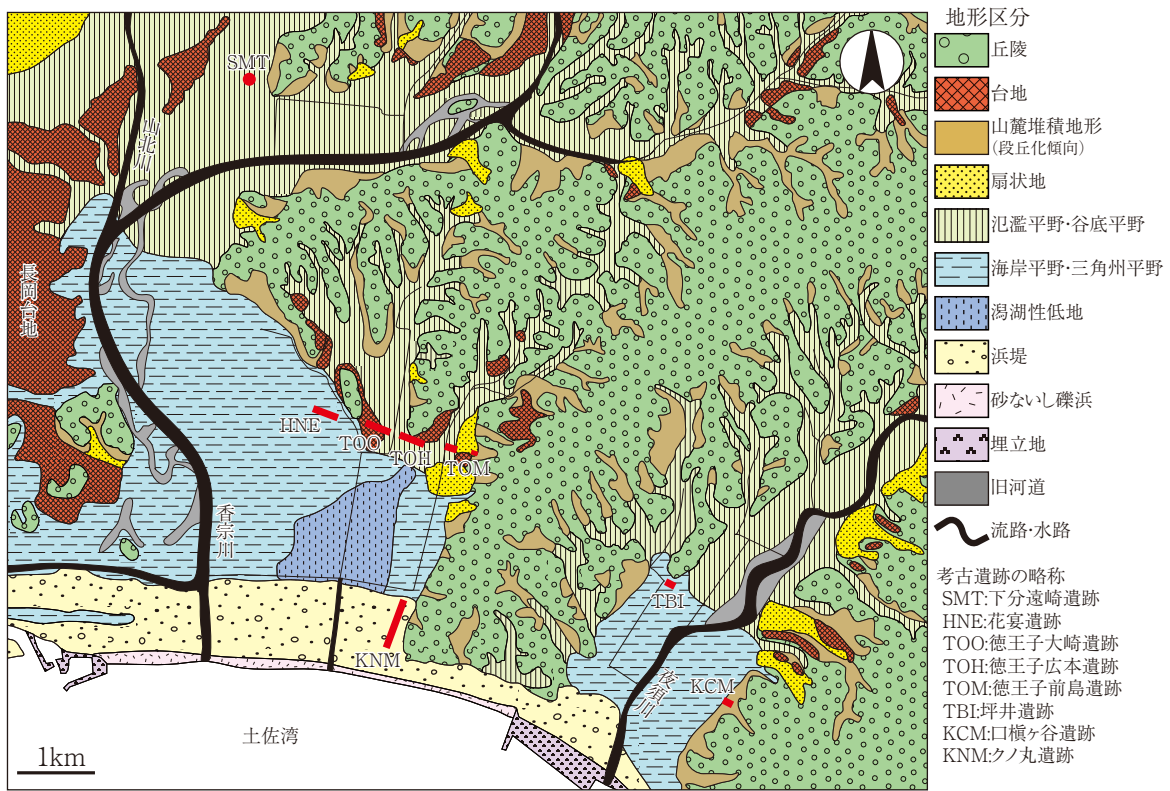 SMT
山北川
長岡台地
HNE
TOO
TOH
TOM
香宗川
TBI
KNM
KCM
夜須川
土佐湾
1km
地形区分
丘陵
台地
山麓堆積地形
(段丘化傾向)
扇状地
氾濫平野・谷底平野
海岸平野・三角州平野
潟湖性低地
浜堤
砂ないし礫浜
埋立地
旧河道
流路・水路
考古遺跡の略称
SMT:下分遠崎遺跡
HNE:花宴遺跡
TOO:徳王子大崎遺跡
TOH:徳王子広本遺跡
TOM:徳王子前島遺跡
TBI:坪井遺跡
KCM:口槇ヶ谷遺跡
KNM:クノ丸遺跡